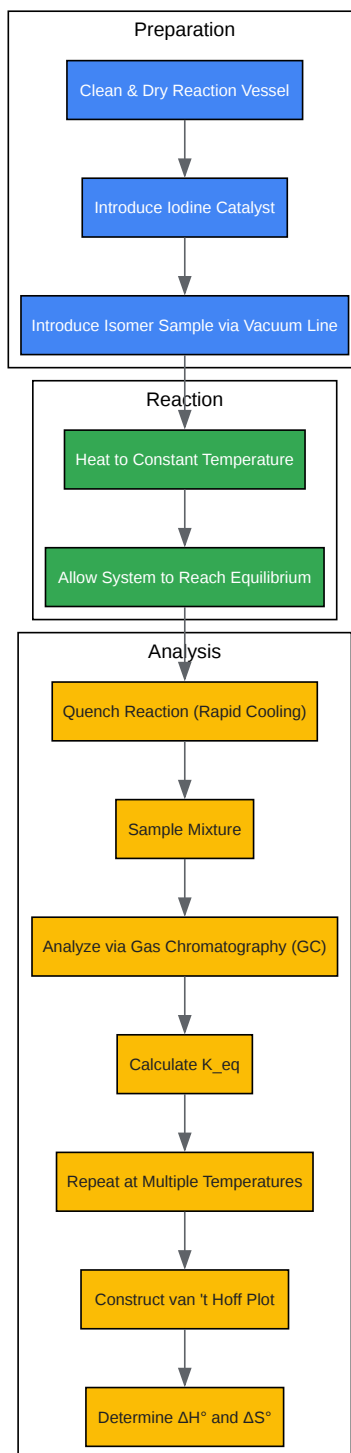 Preparation
Clean & Dry Reaction Vessel
Introduce Iodine Catalyst
Introduce Isomer Sample via Vacuum Line
Reaction
Heat to Constant Temperature
Allow System to Reach Equilibrium
Analysis
Quench Reaction (Rapid Cooling)
Sample Mixture
Analyze via Gas Chromatography (GC)
Calculate K_eq
Repeat at Multiple Temperatures
Construct van 't Hoff Plot
Determine ΔH° and ΔS°